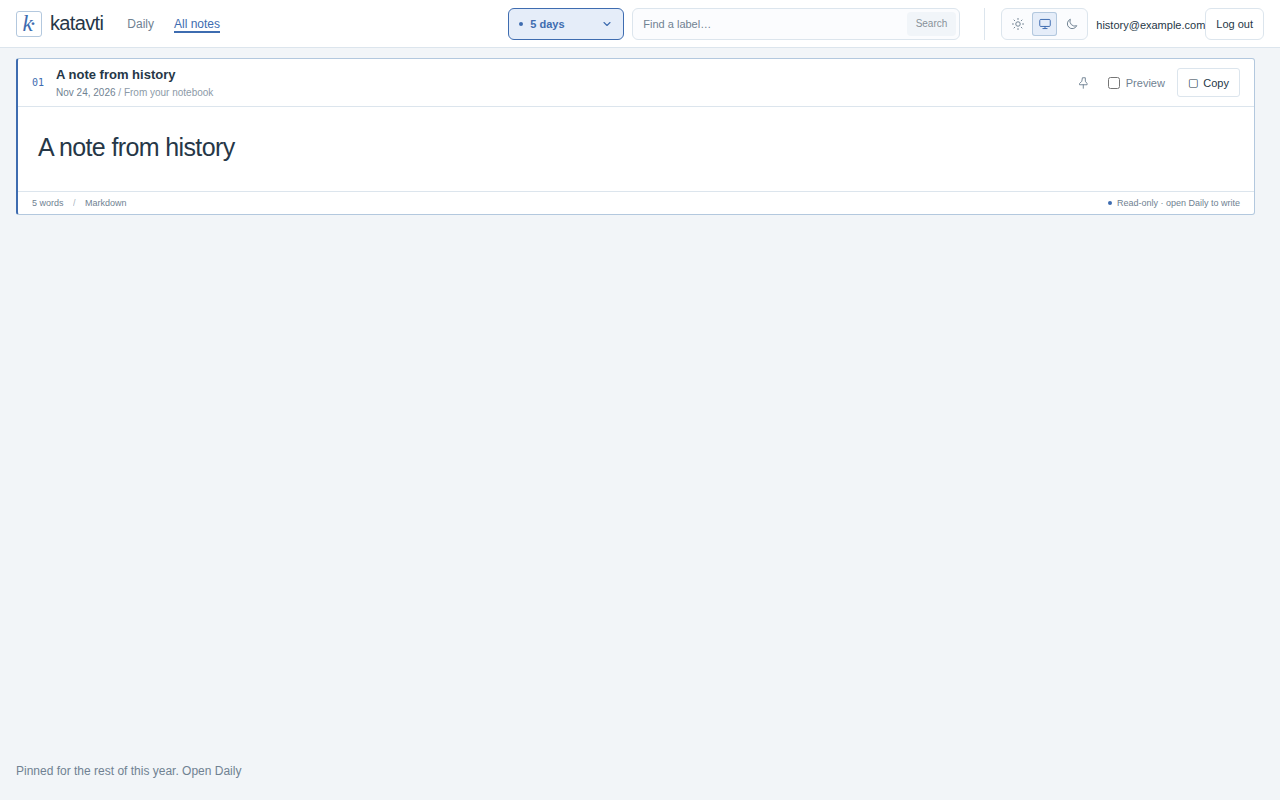 k katavti Daily All notes 5 days Find a label… Search history@example.com Log out
01 A note from history
Nov 24, 2026 / From your notebook
Preview Copy
A note from history
5 words / Markdown Read-only · open Daily to write
Pinned for the rest of this year. Open Daily